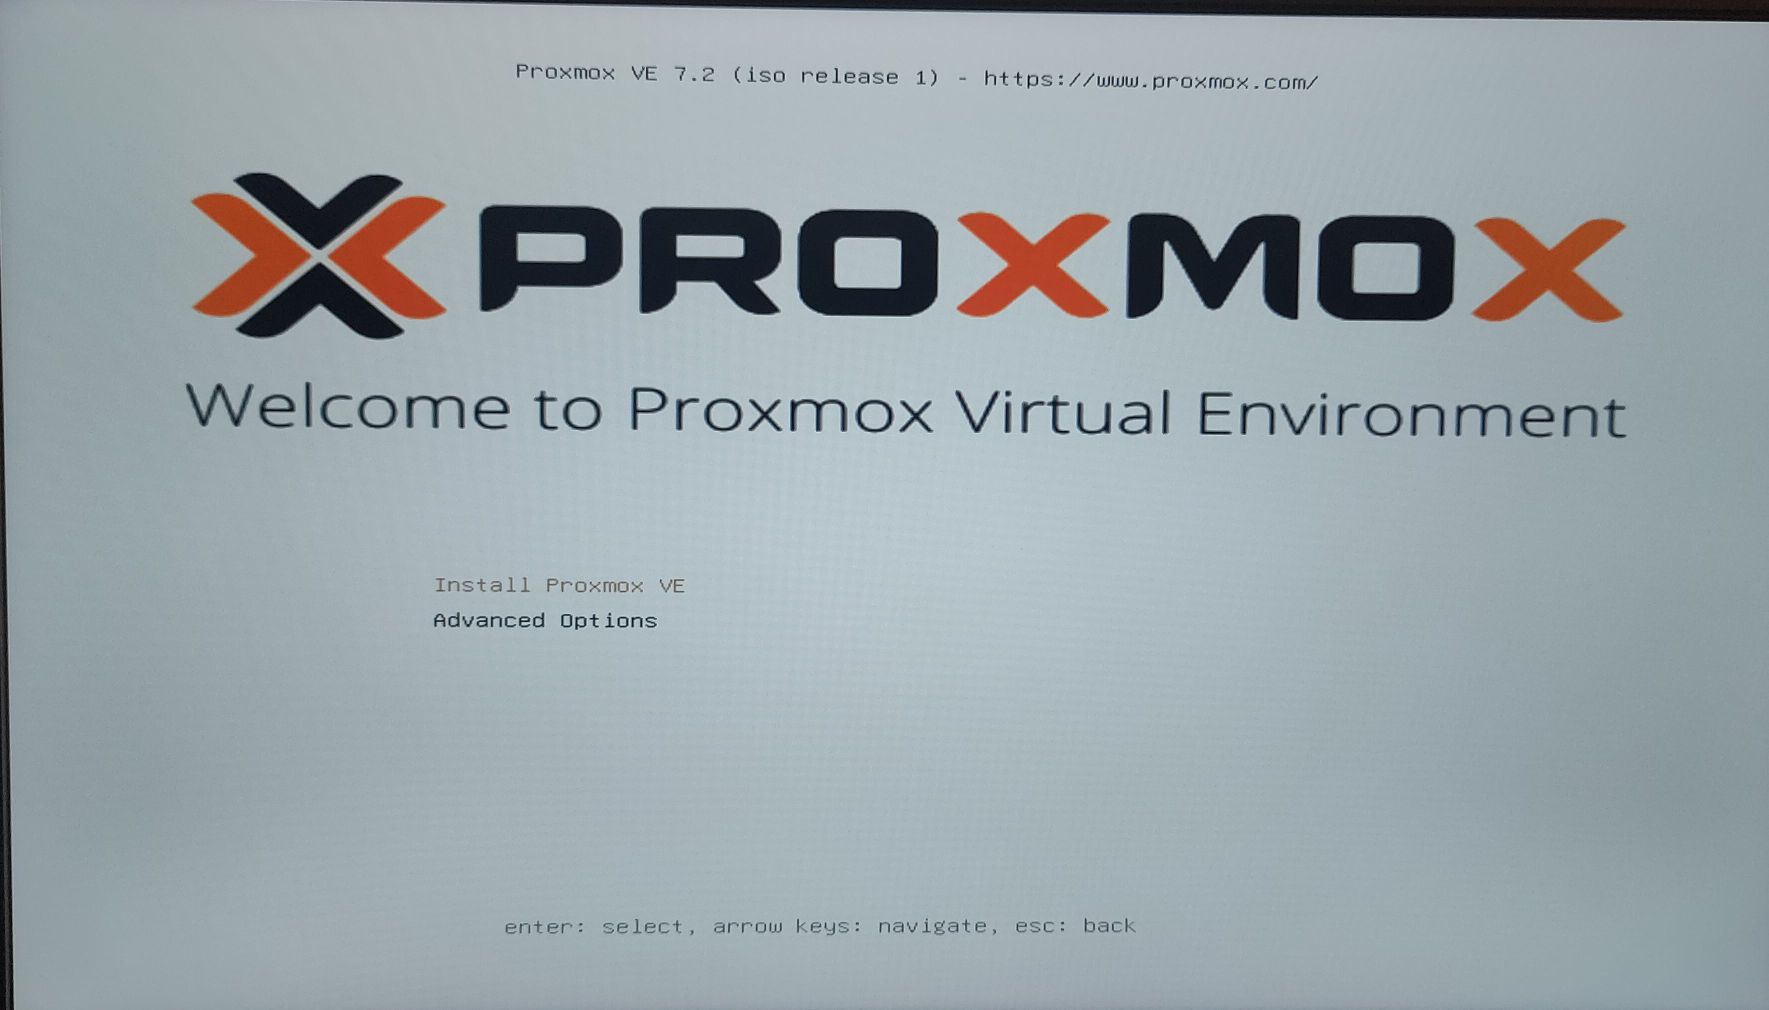 Proxmox VE 7.2 (iso release 1) - https://www.proxmox.com/
PROXMOX
Welcome to Proxmox Virtual Environment
Install Proxmox VE
Advanced Options
enter: select, arrow keys: navigate, esc: back